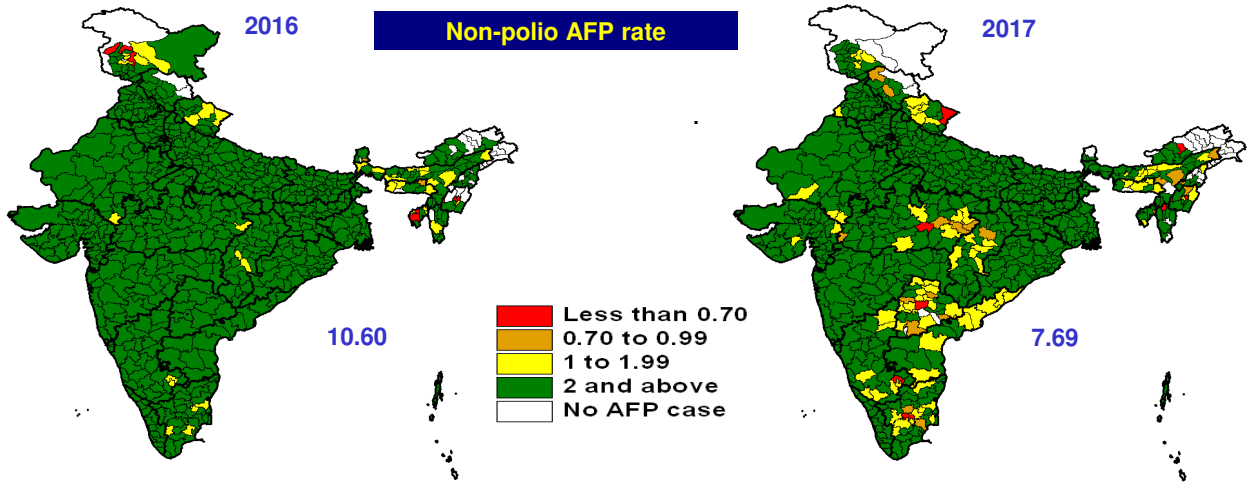 2016
Non-polio AFP rate
2017
10.60
Less than 0.70
0.70 to 0.99
1 to 1.99
2 and above
No AFP case
7.69